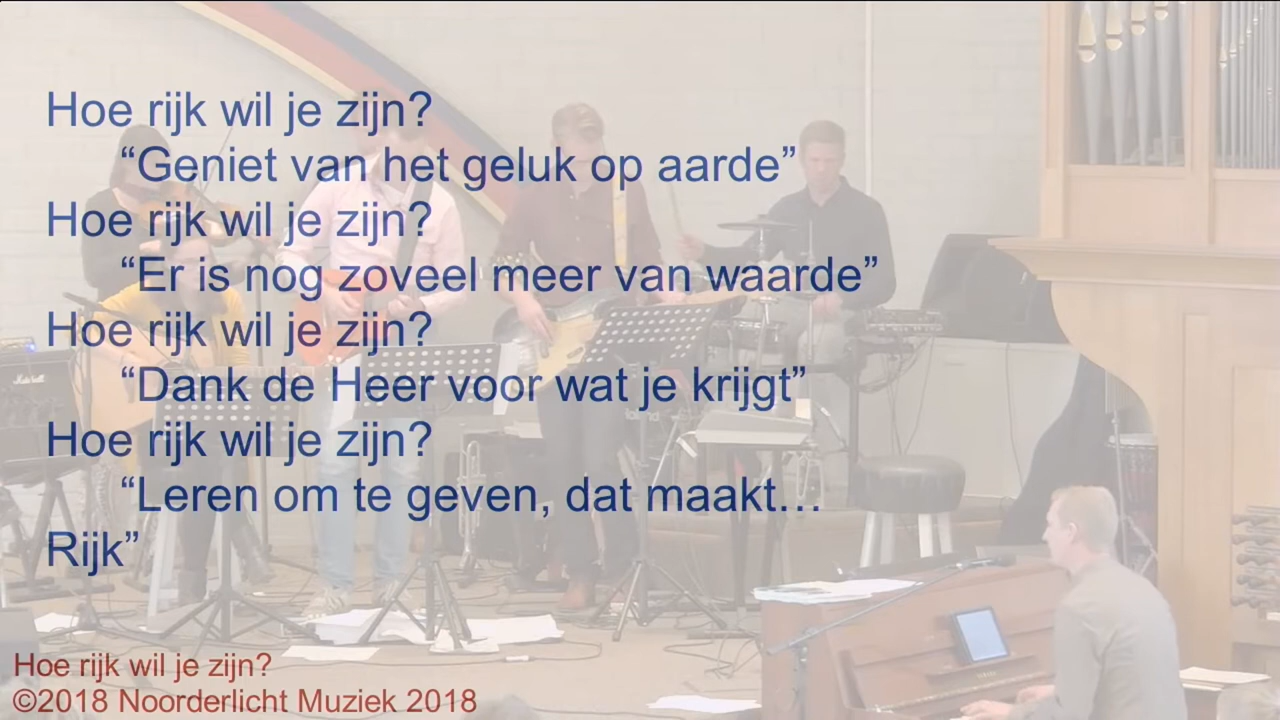 Hoe rijk wil je zijn?
“Geniet van het geluk op aarde”
Hoe rijk wil je zijn?
“Er is nog zoveel meer van waarde”
Hoe rijk wil je zijn?
“Dank de Heer voor wat je krijgt”
Hoe rijk wil je zijn?
“Leren om te geven, dat maakt…
Rijk”
Hoe rijk wil je zijn?
©2018 Noorderlicht Muziek 2018